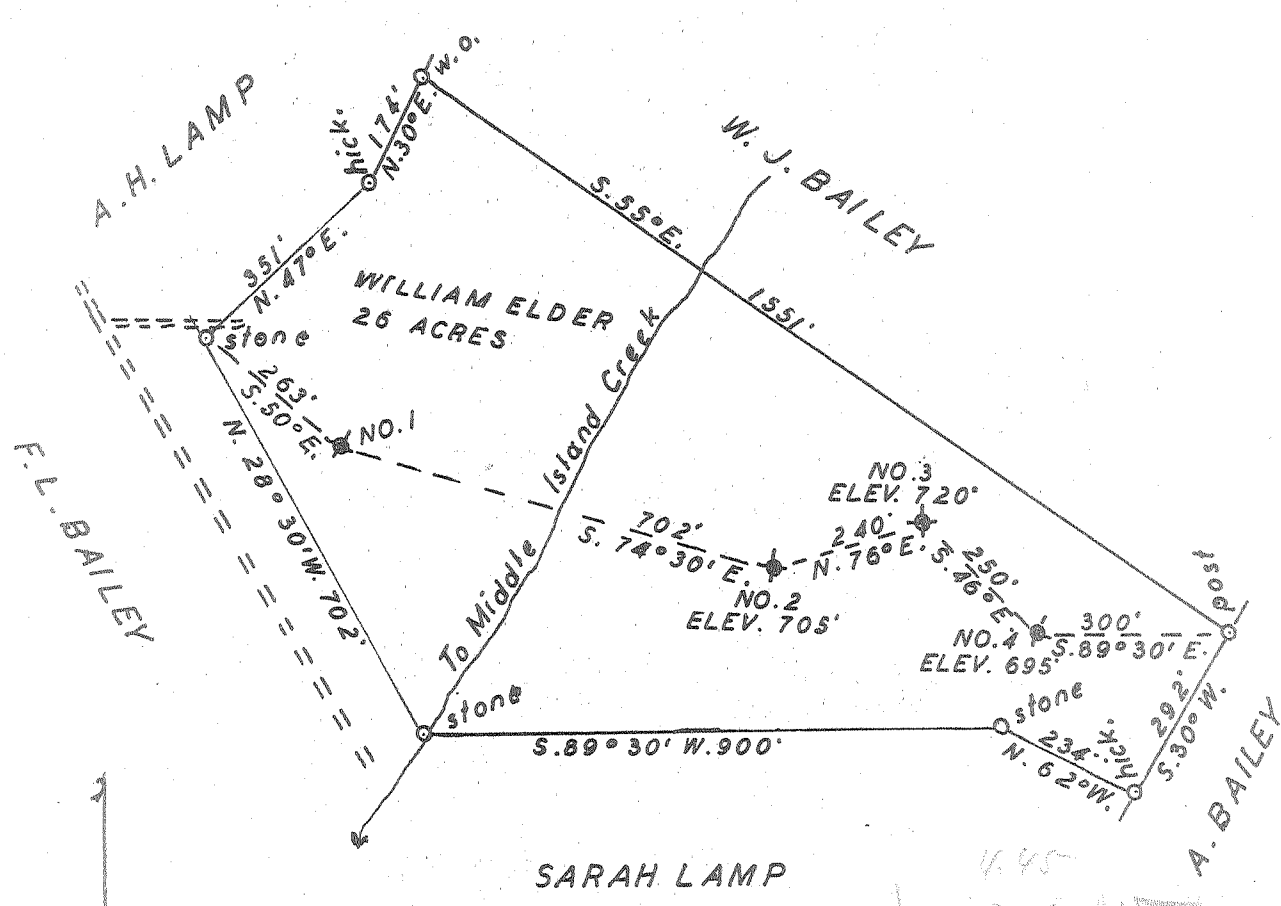 w.o.
A. H. LAMP
hick.
174'
N.30°E.
W. J. BAILEY
S.55°E.
1551'
351'
N.47°E.
WILLIAM ELDER
26 ACRES
stone
263'
S.50°E.
NO.1
To Middle Island Creek
F. L. BAILEY
N. 28° 30' W. 702'
702'
S. 74° 30' E.
NO.2
ELEV. 705'
240'
N. 76° E.
NO.3
ELEV. 720'
250'
S. 46° E.
NO.4
ELEV. 695'
300'
S.89° 30' E.
post
stone
stone
S.89° 30' W. 900'
234'
N. 62° W.
hick.
292'
S.30° W.
A. BAILEY
SARAH LAMP
4.45